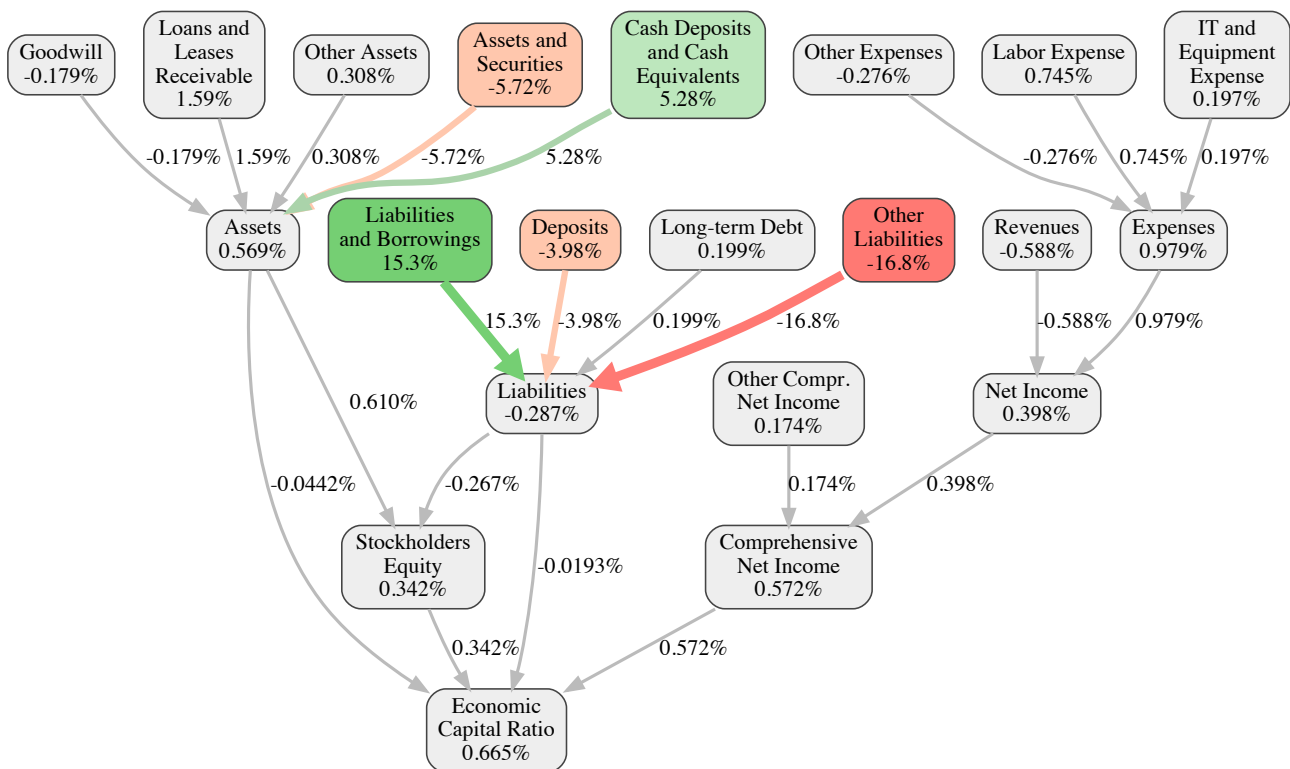 Goodwill
-0.179%
Loans and
Leases
Receivable
1.59%
Other Assets
0.308%
Assets and
Securities
-5.72%
Cash Deposits
and Cash
Equivalents
5.28%
Other Expenses
-0.276%
Labor Expense
0.745%
IT and
Equipment
Expense
0.197%
-0.179%
1.59%
0.308%
-5.72%
5.28%
-0.276%
0.745%
0.197%
Assets
0.569%
Liabilities
and Borrowings
15.3%
Deposits
-3.98%
Long-term Debt
0.199%
Other
Liabilities
-16.8%
Revenues
-0.588%
Expenses
0.979%
15.3%
-3.98%
0.199%
-16.8%
-0.588%
0.979%
Liabilities
-0.287%
Other Compr.
Net Income
0.174%
Net Income
0.398%
0.610%
-0.0442%
-0.267%
0.174%
0.398%
Stockholders
Equity
0.342%
-0.0193%
Comprehensive
Net Income
0.572%
0.342%
0.572%
Economic
Capital Ratio
0.665%